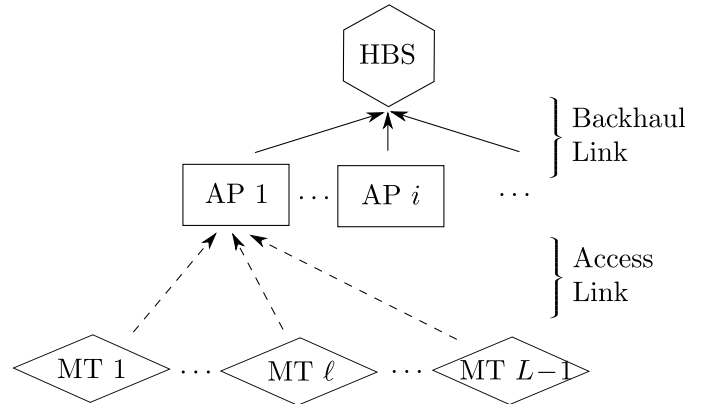 HBS
Backhaul
Link
AP 1 ··· AP i ···
Access
Link
MT 1 ··· MT ℓ ··· MT L−1